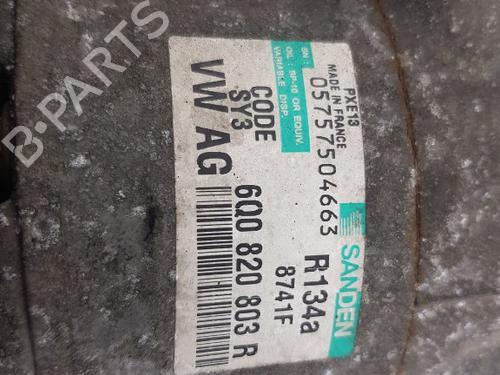 SANDEN
PXE13
MADE IN FRANCE
SN:
05757504663
OIL : SP-10 OR EQUIV.
VARIABLE DISP.
R134a
8741F
CODE
SY3
VW AG
6Q0 820 803 R
B-PARTS